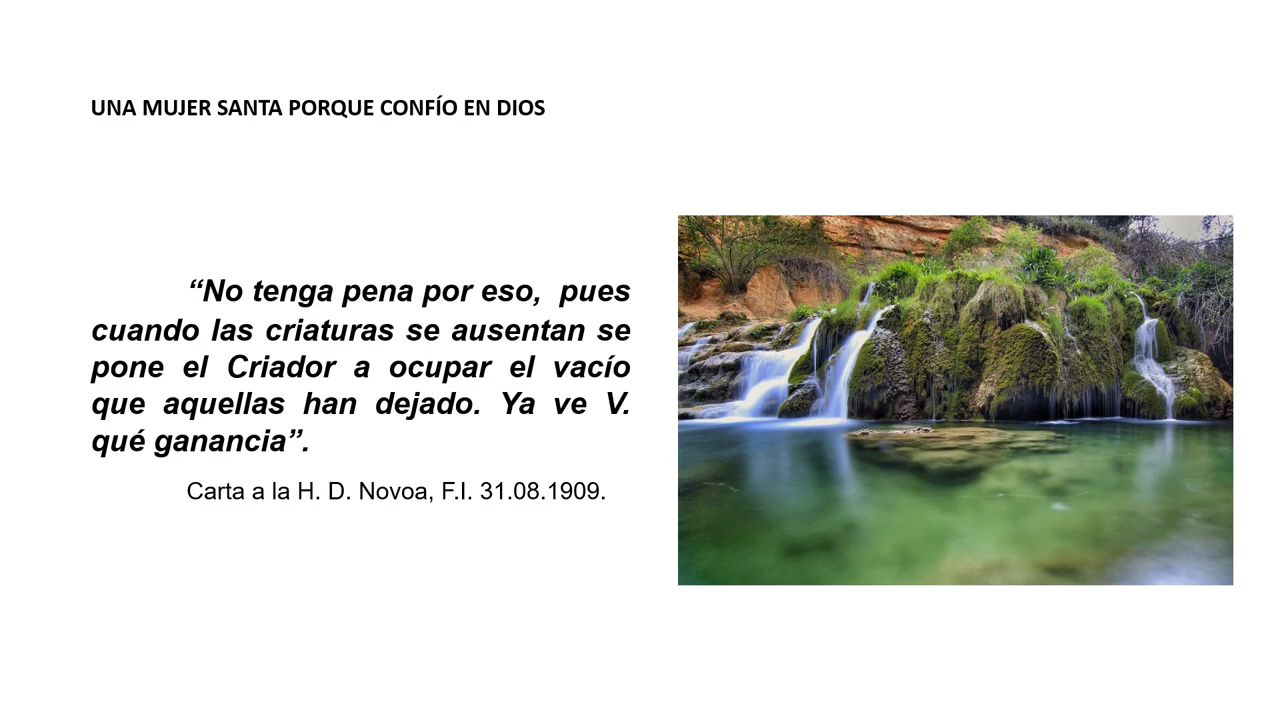 UNA MUJER SANTA PORQUE CONFÍO EN DIOS
“No tenga pena por eso,  pues
cuando las criaturas se ausentan se
pone el Criador a ocupar el vacío
que aquellas han dejado. Ya ve V.
qué ganancia”.
Carta a la H. D. Novoa, F.I. 31.08.1909.